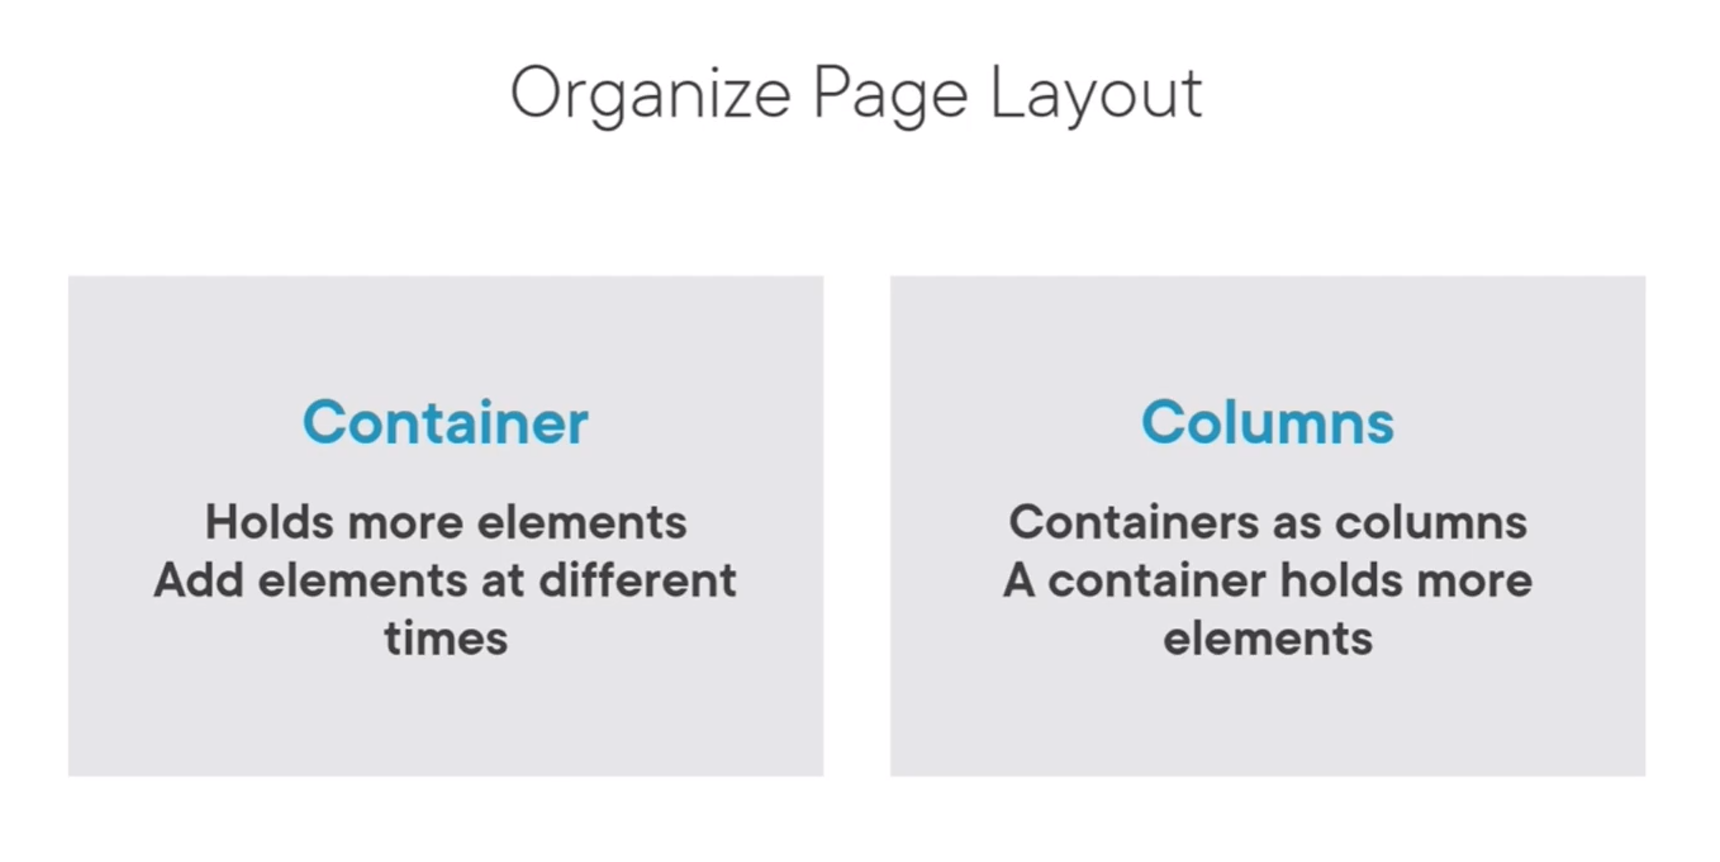 Organize Page Layout
Container
Holds more elements
Add elements at different
times
Columns
Containers as columns
A container holds more
elements